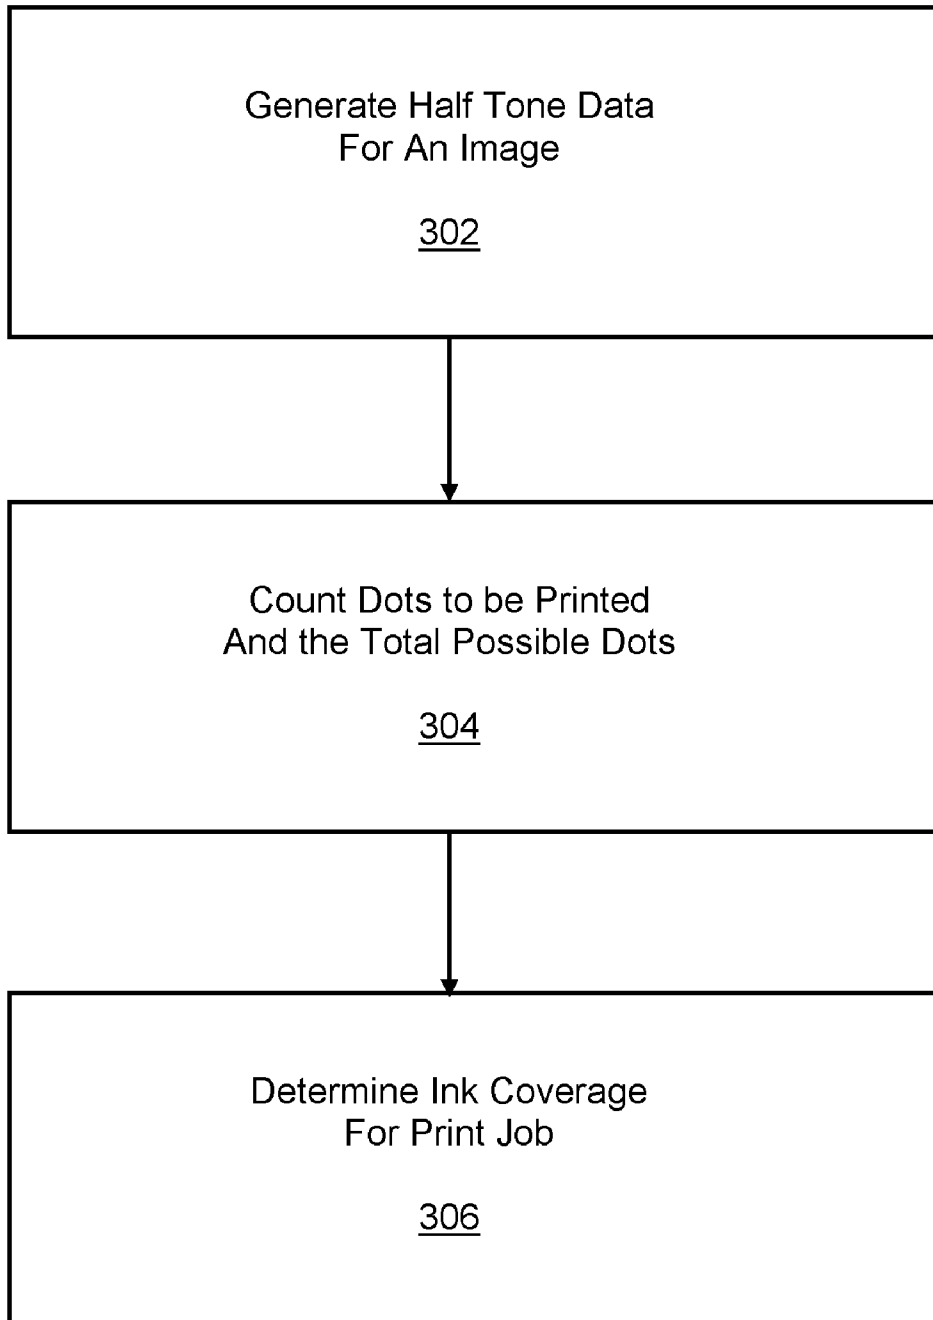 Generate Half Tone Data
For An Image
302
Count Dots to be Printed
And the Total Possible Dots
304
Determine Ink Coverage
For Print Job
306